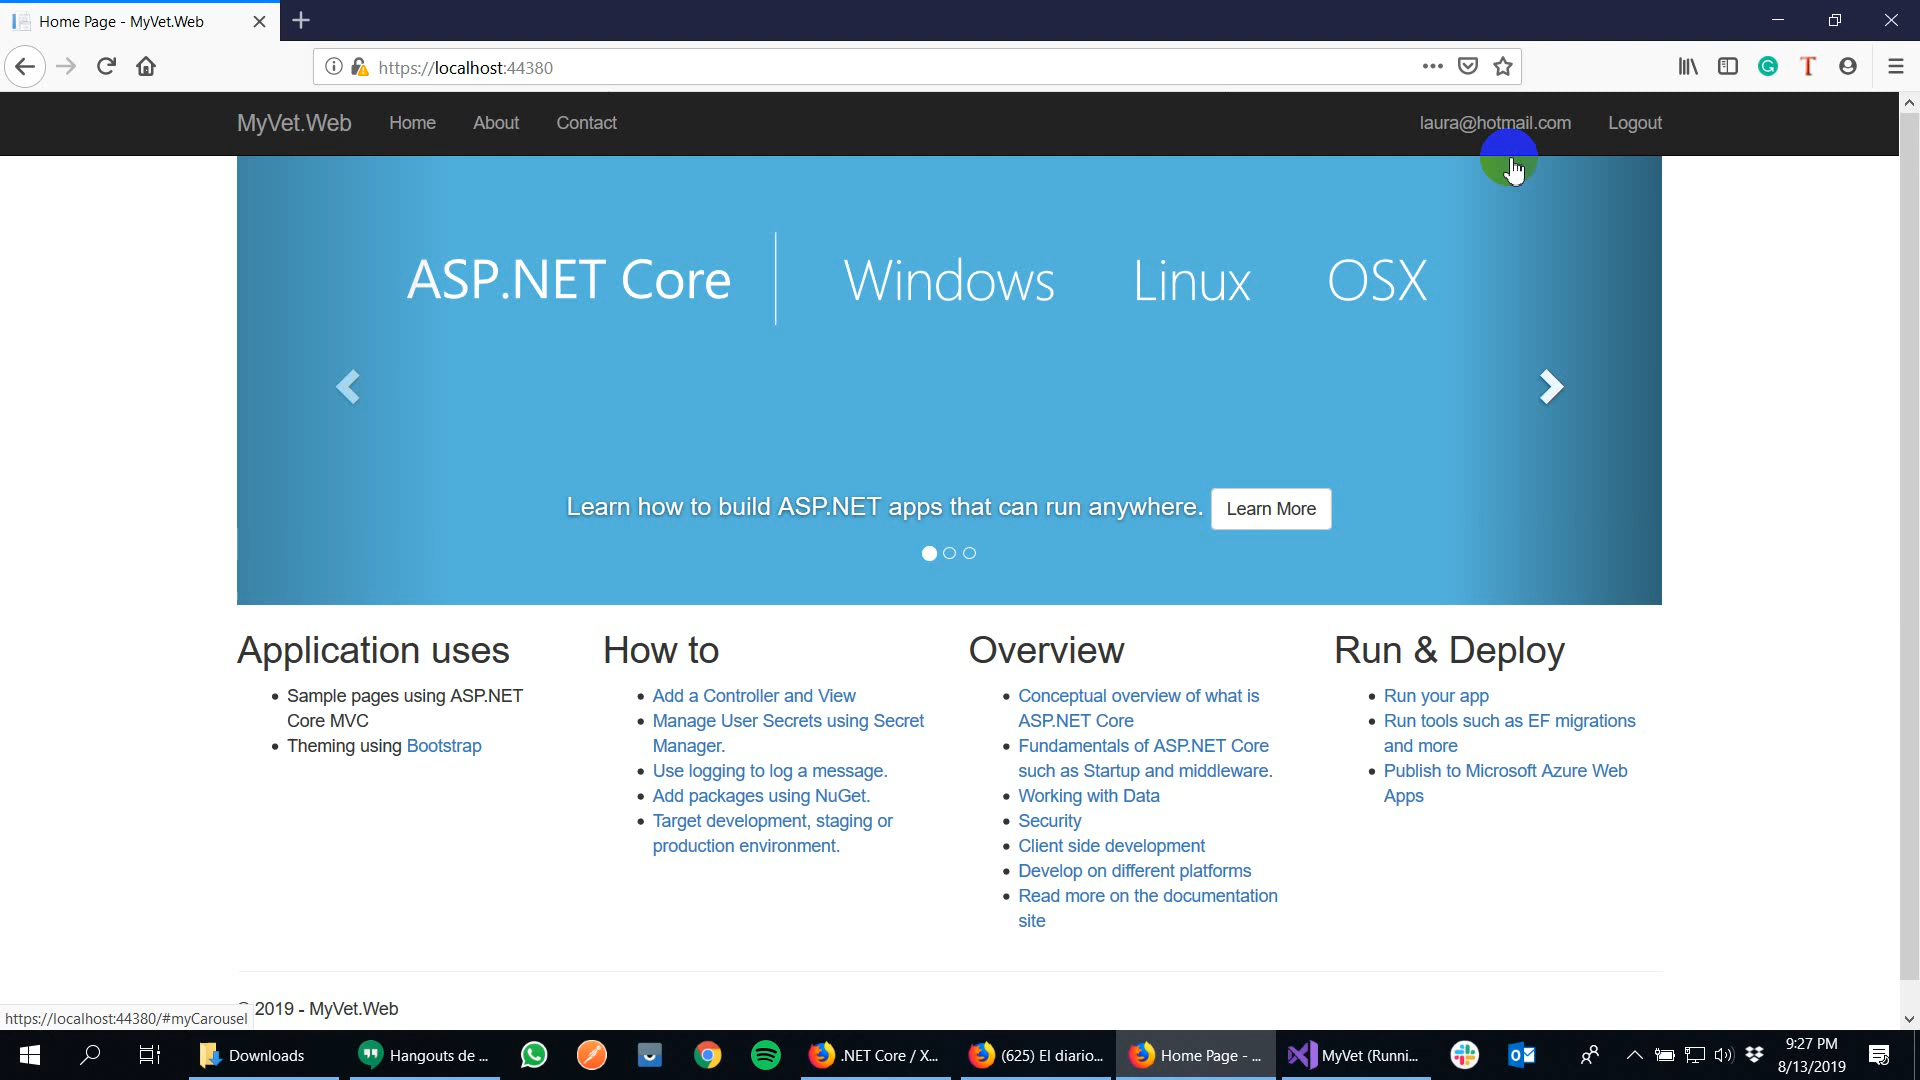 Home Page - MyVet.Web
https://localhost:44380
MyVet.Web Home About Contact laura@hotmail.com Logout
ASP.NET Core Windows Linux OSX
Learn how to build ASP.NET apps that can run anywhere. Learn More
Application uses
Sample pages using ASP.NET
Core MVC
Theming using Bootstrap
How to
Add a Controller and View
Manage User Secrets using Secret
Manager.
Use logging to log a message.
Add packages using NuGet.
Target development, staging or
production environment.
Overview
Conceptual overview of what is
ASP.NET Core
Fundamentals of ASP.NET Core
such as Startup and middleware.
Working with Data
Security
Client side development
Develop on different platforms
Read more on the documentation
site
Run & Deploy
Run your app
Run tools such as EF migrations
and more
Publish to Microsoft Azure Web
Apps
2019 - MyVet.Web
https://localhost:44380/#myCarousel
Downloads Hangouts de ... .NET Core / X... (625) El diario... Home Page - ... MyVet (Runni...
9:27 PM
8/13/2019